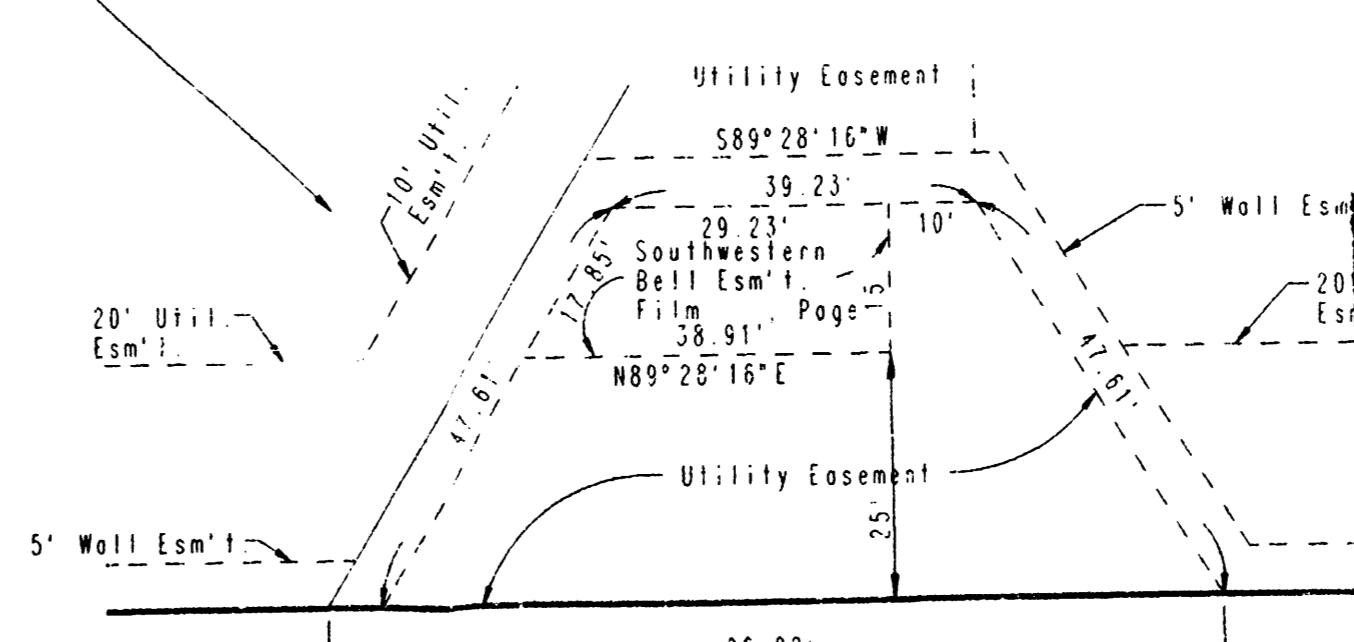 Utility Easement
10' Util.
Esm't.
S89°28'16"W
39.23'
5' Wall Esm
29.23'
10'
Southwestern
Bell Esm't.
Film , Page
17.85'
15
20' Util.
Esm't.
20'
Esm
38.91'
N89°28'16"E
47.61'
47.61'
Utility Easement
25'
5' Wall Esm't.